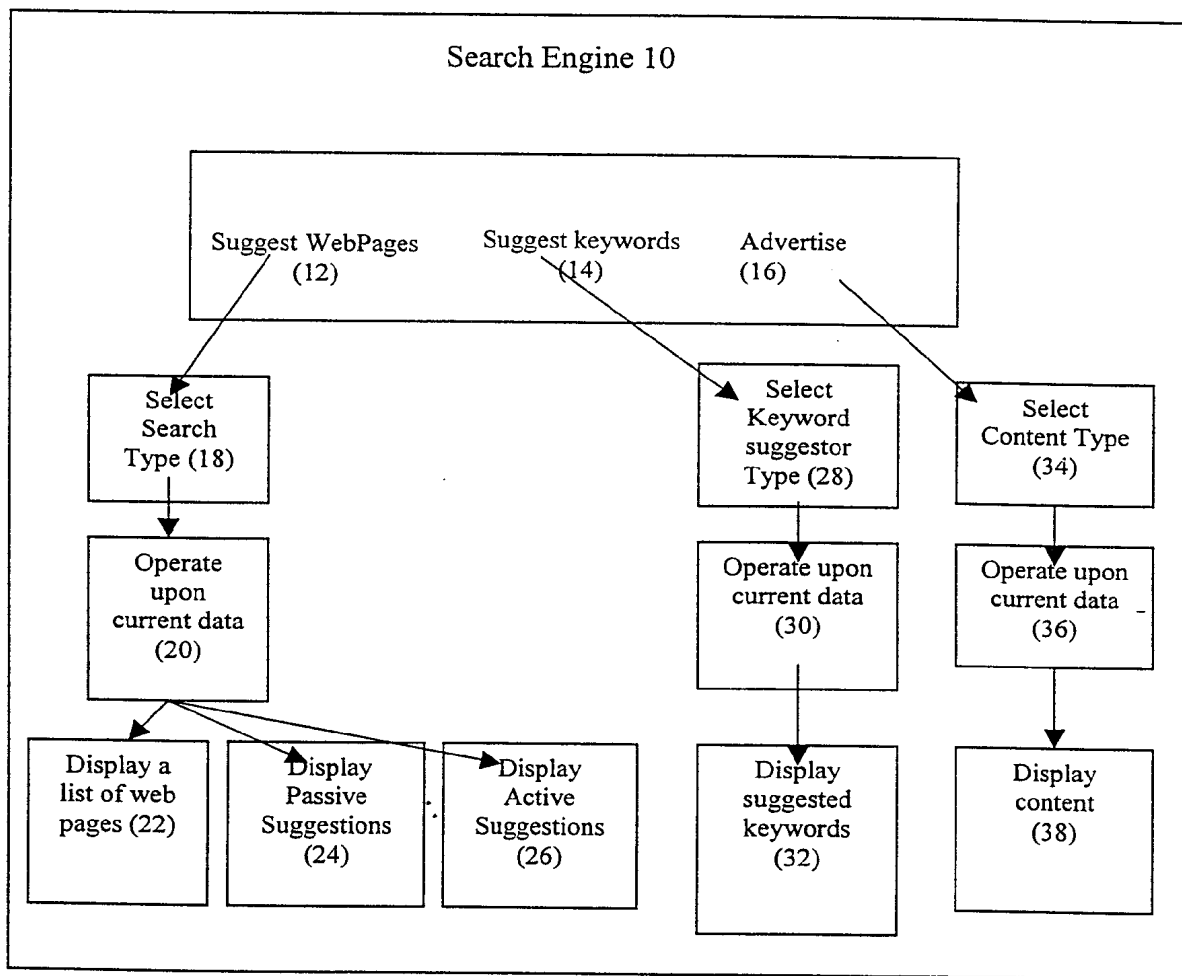 Search Engine 10
Suggest WebPages
(12)
Suggest keywords
(14)
Advertise
(16)
Select
Search
Type (18)
Select
Keyword
suggestor
Type (28)
Select
Content Type
(34)
Operate
upon
current data
(20)
Operate upon
current data
(30)
Operate upon
current data
(36)
Display a
list of web
pages (22)
Display
Passive
Suggestions
(24)
Display
Active
Suggestions
(26)
Display
suggested
keywords
(32)
Display
content
(38)